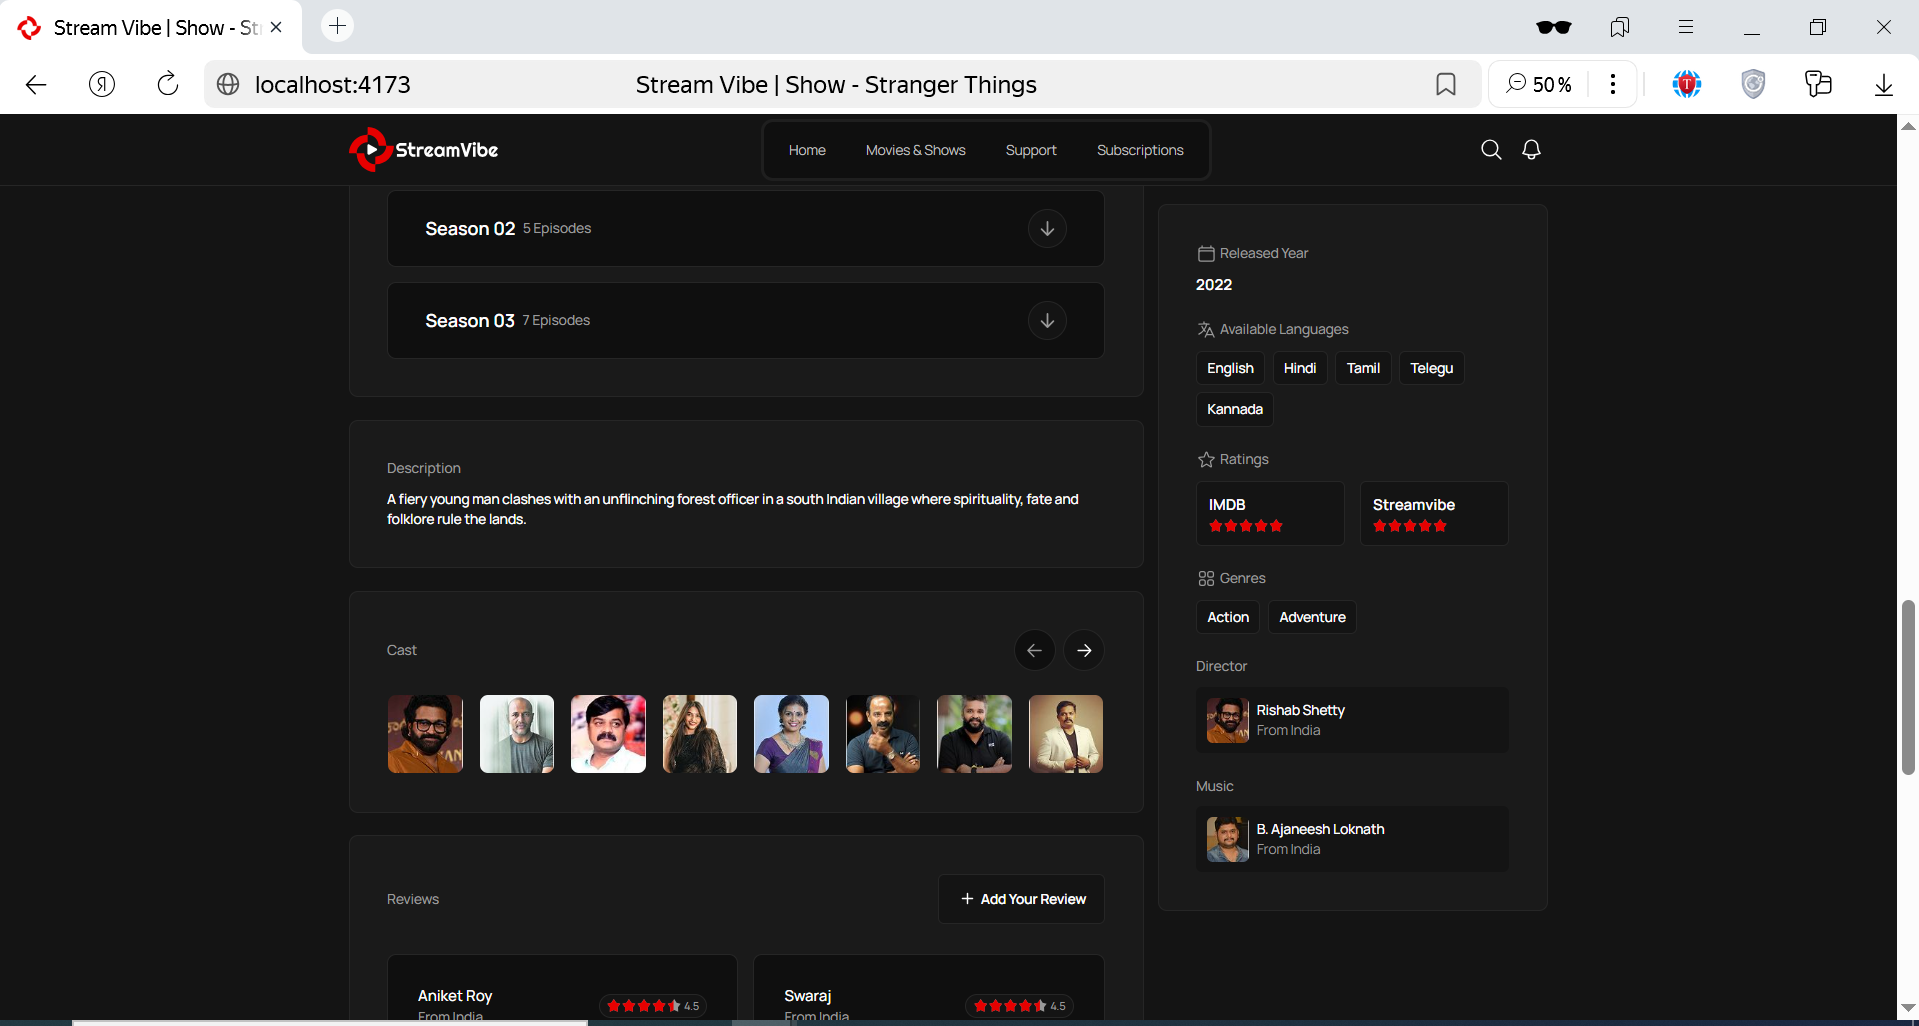 Stream Vibe | Show - St
localhost:4173
Stream Vibe | Show - Stranger Things
50 %
StreamVibe
Home
Movies & Shows
Support
Subscriptions
Season 02 5 Episodes
Season 03 7 Episodes
Description
A fiery young man clashes with an unflinching forest officer in a south Indian village where spirituality, fate and
folklore rule the lands.
Cast
Reviews
+ Add Your Review
Aniket Roy
From India
4.5
Swaraj
From India
4.5
Released Year
2022
Available Languages
English
Hindi
Tamil
Telegu
Kannada
Ratings
IMDB
Streamvibe
Genres
Action
Adventure
Director
Rishab Shetty
From India
Music
B. Ajaneesh Loknath
From India